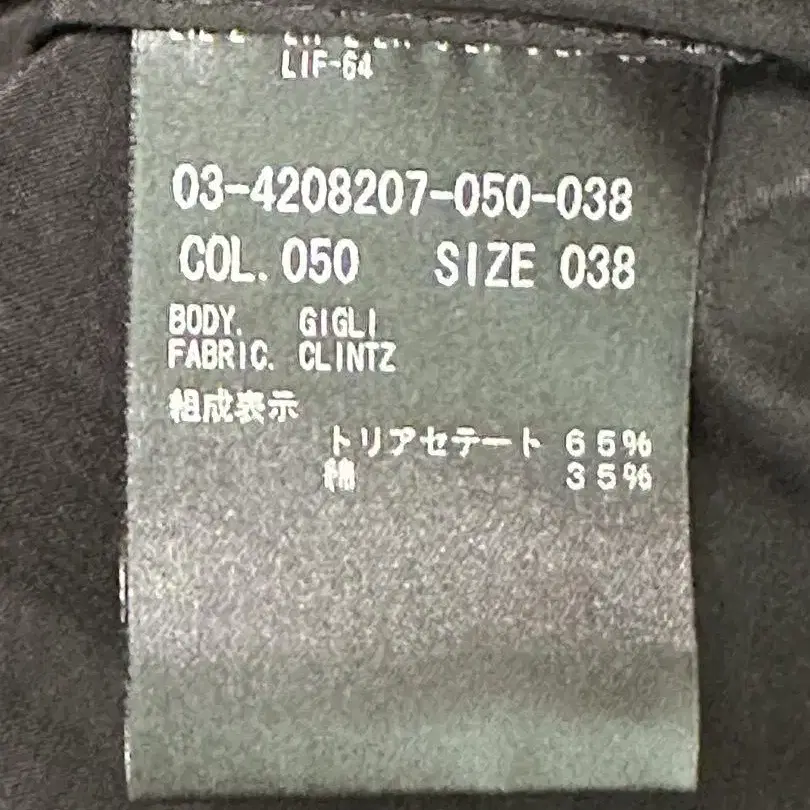 LIF-64
03-4208207-050-038
COL. 050 SIZE 038
BODY. GIGLI
FABRIC. CLINTZ
組成表示
トリアセテート 65%
綿 35%